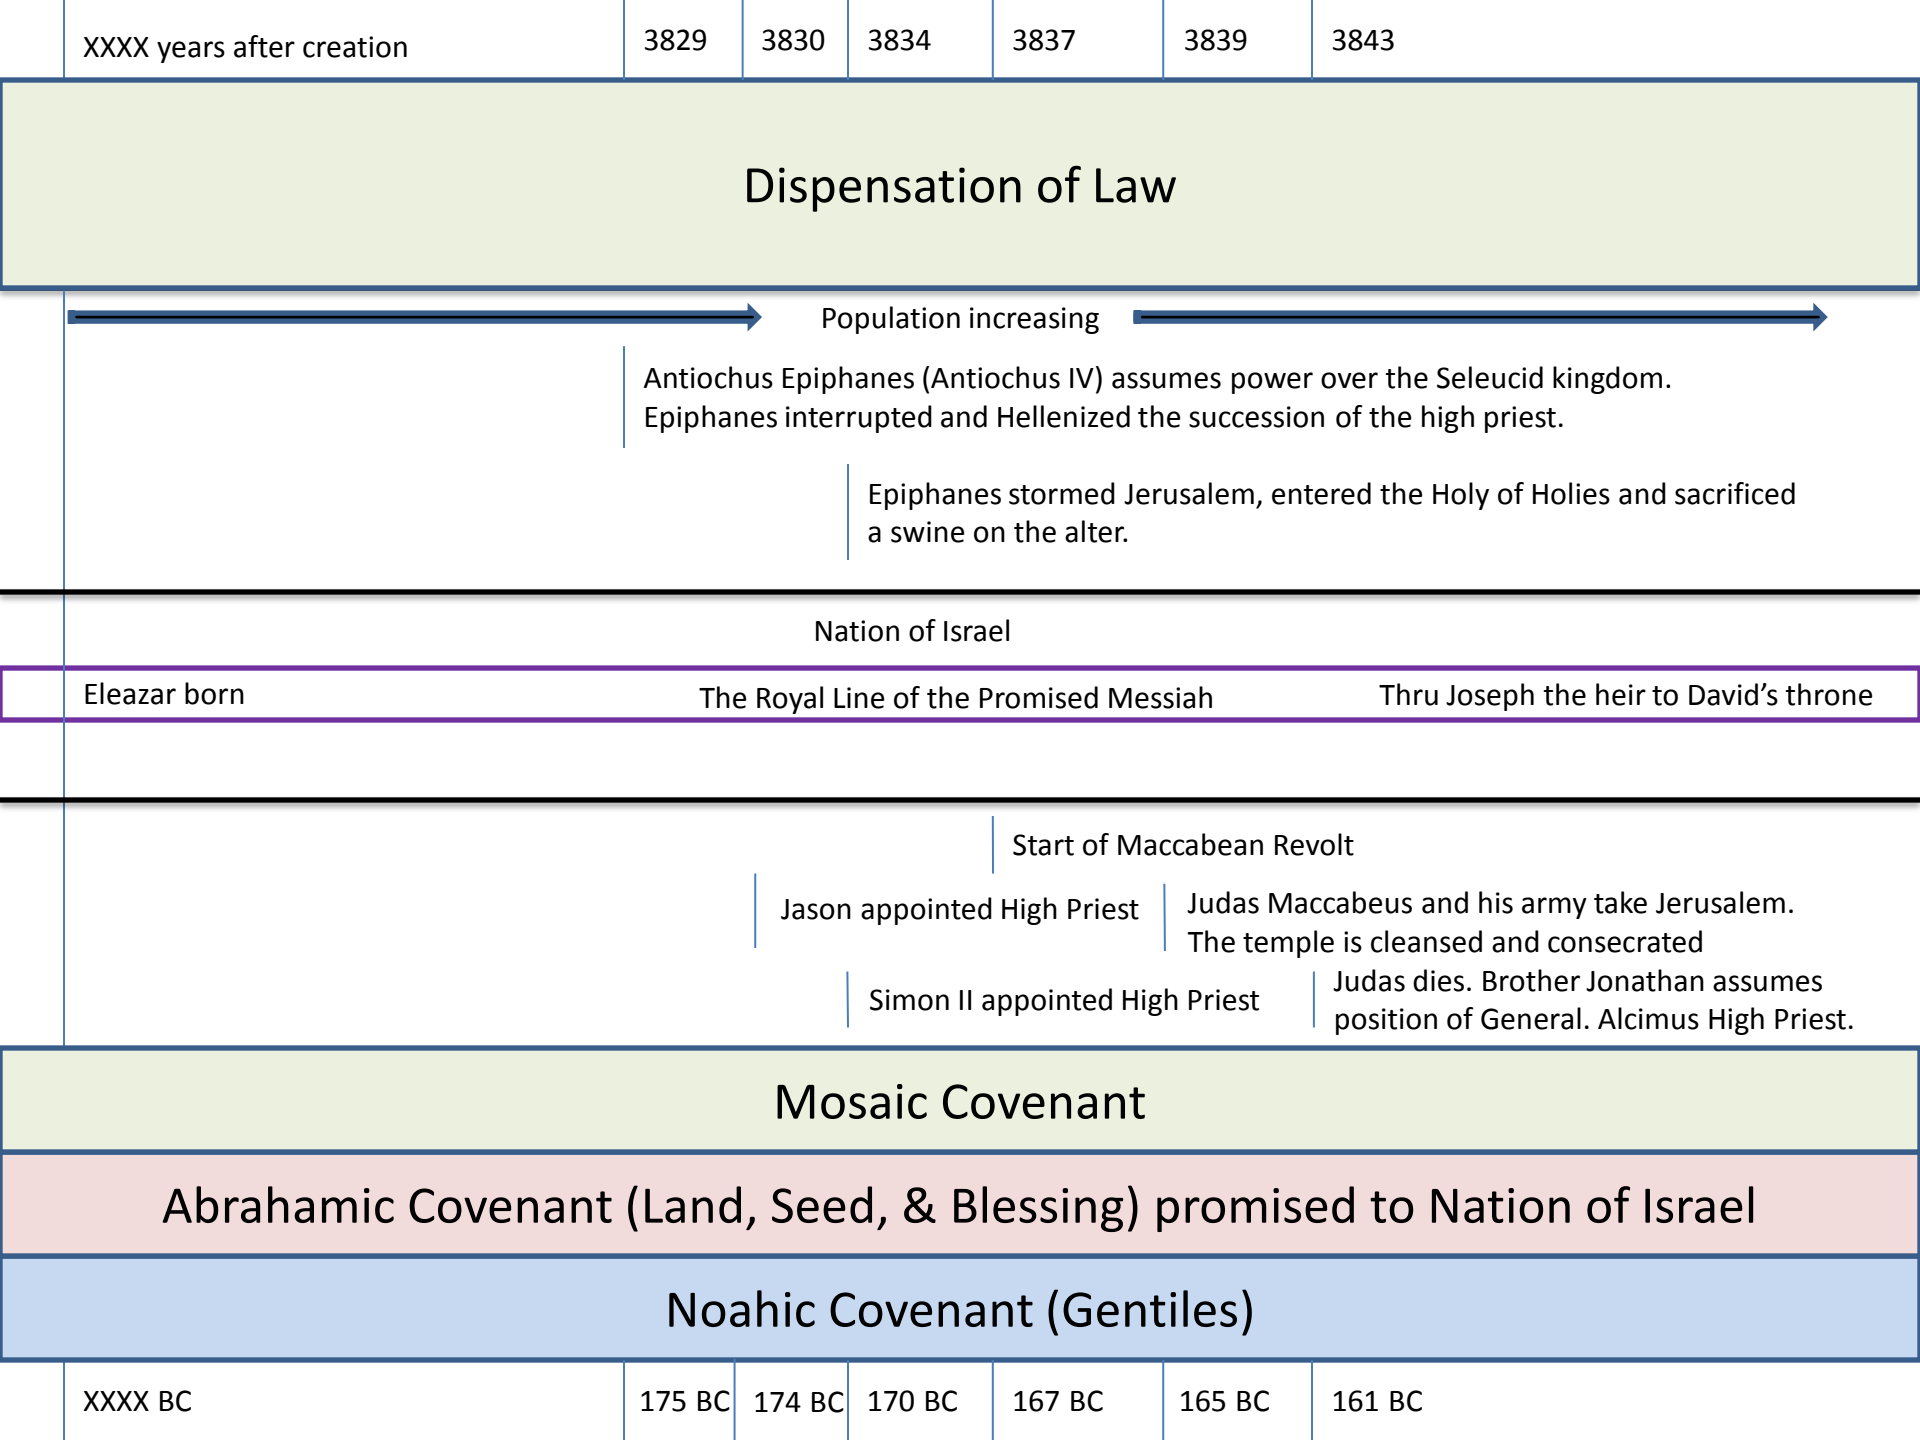 XXXX years after creation
3829
3830
3834
3837
3839
3843
Dispensation of Law
Population increasing
Antiochus Epiphanes (Antiochus IV) assumes power over the Seleucid kingdom.
Epiphanes interrupted and Hellenized the succession of the high priest.
Epiphanes stormed Jerusalem, entered the Holy of Holies and sacrificed
a swine on the alter.
Nation of Israel
Eleazar born
The Royal Line of the Promised Messiah
Thru Joseph the heir to David’s throne
Start of Maccabean Revolt
Jason appointed High Priest
Judas Maccabeus and his army take Jerusalem.
The temple is cleansed and consecrated
Simon II appointed High Priest
Judas dies. Brother Jonathan assumes
position of General. Alcimus High Priest.
Mosaic Covenant
Abrahamic Covenant (Land, Seed, & Blessing) promised to Nation of Israel
Noahic Covenant (Gentiles)
XXXX BC
175 BC
174 BC
170 BC
167 BC
165 BC
161 BC